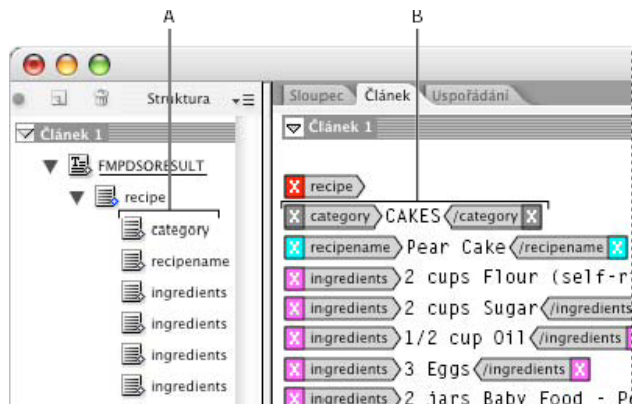 A B
Struktura
Sloupec Článek Uspořádání
Článek 1
FMPDSORESULT
recipe
category
recipename
ingredients
ingredients
ingredients
ingredients
Článek 1
recipe
category CAKES /category
recipename Pear Cake /recipename
ingredients 2 cups Flour (self-r
ingredients 2 cups Sugar /ingredients
ingredients 1/2 cup Oil /ingredients
ingredients 3 Eggs /ingredients
ingredients 2 jars Baby Food - P